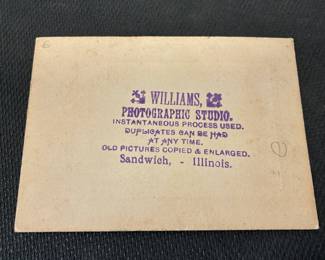 WILLIAMS,
PHOTOGRAPHIC STUDIO.
INSTANTANEOUS PROCESS USED.
DUPLICATES CAN BE HAD
AT ANY TIME.
OLD PICTURES COPIED & ENLARGED.
Sandwich, - Illinois.